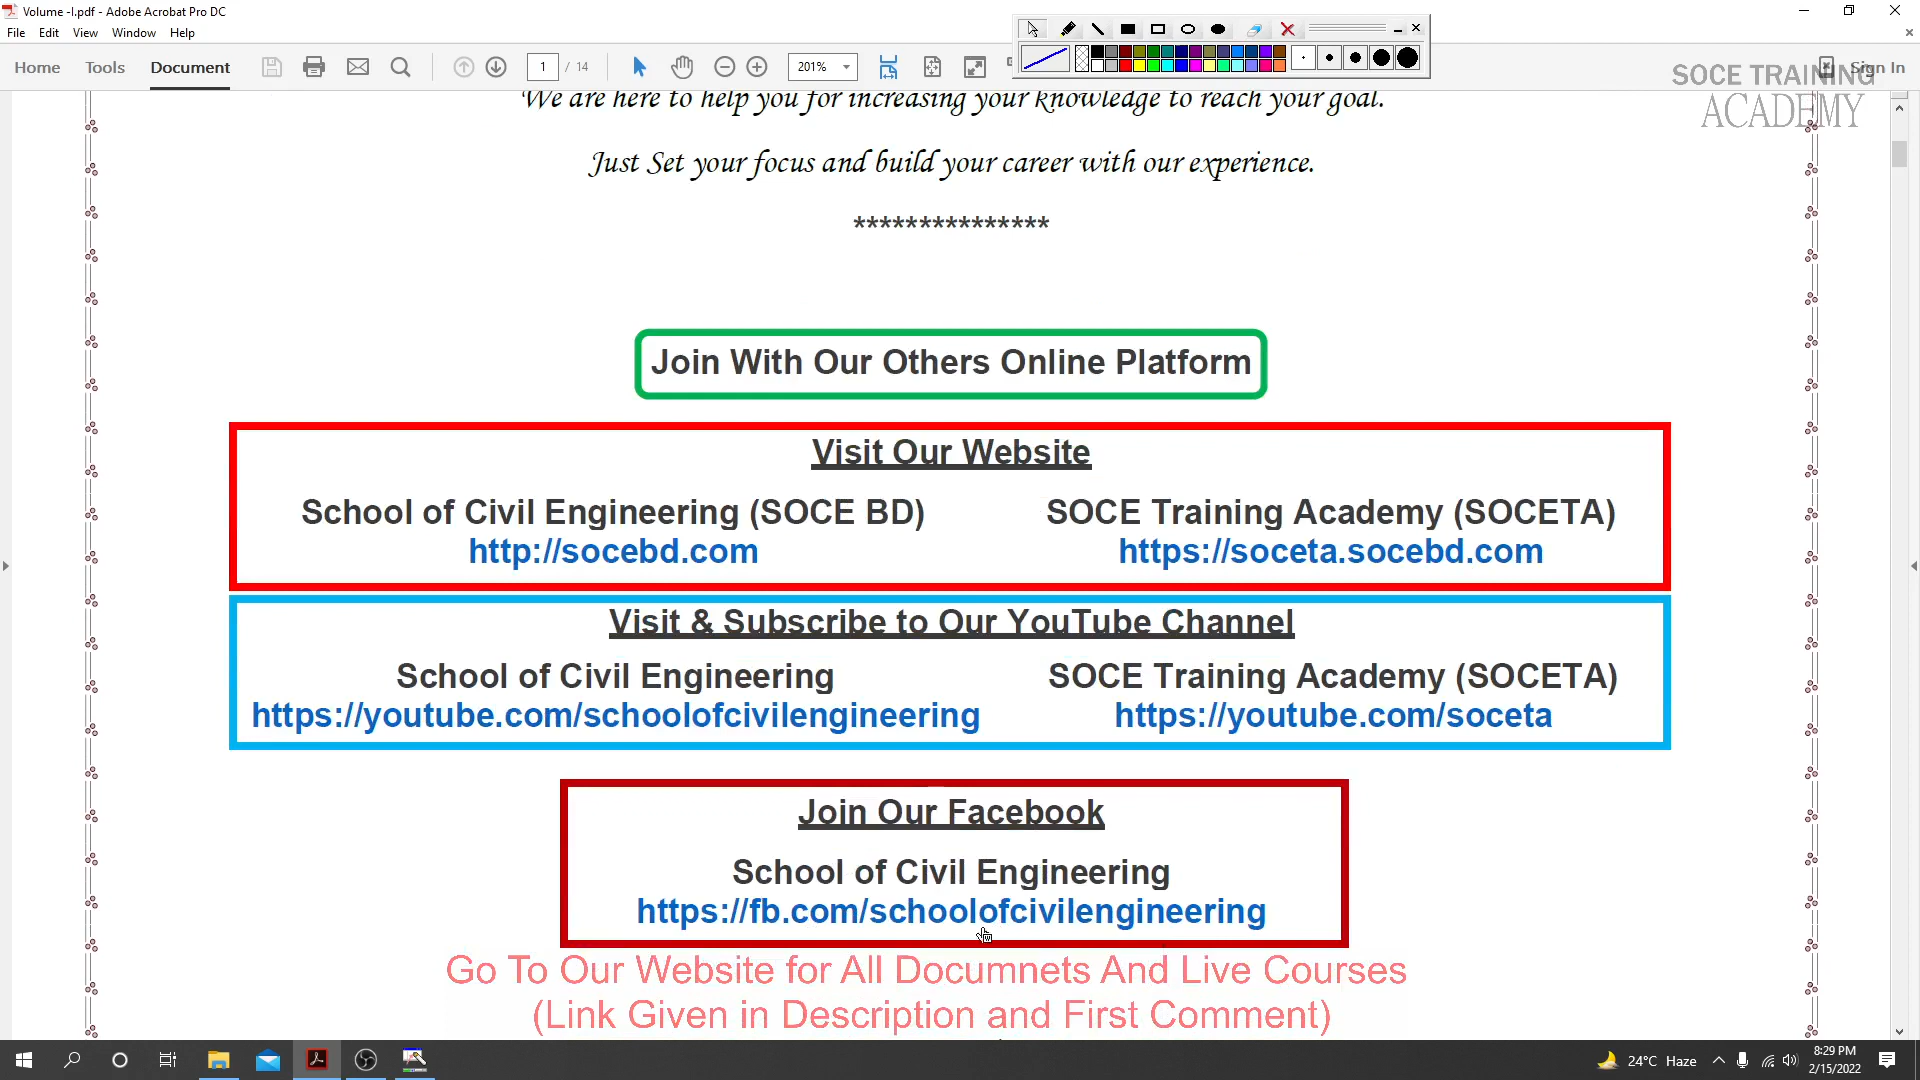 Volume -I.pdf - Adobe Acrobat Pro DC
File Edit View Window Help
Home Tools Document 1 / 14 201% Sign In
SOCE TRAINING
ACADEMY
We are here to help you for increasing your knowledge to reach your goal.
Just Set your focus and build your career with our experience.
***************
Join With Our Others Online Platform
Visit Our Website
School of Civil Engineering (SOCE BD) SOCE Training Academy (SOCETA)
http://socebd.com https://soceta.socebd.com
Visit & Subscribe to Our YouTube Channel
School of Civil Engineering SOCE Training Academy (SOCETA)
https://youtube.com/schoolofcivilengineering https://youtube.com/soceta
Join Our Facebook
School of Civil Engineering
https://fb.com/schoolofcivilengineering
Go To Our Website for All Documnets And Live Courses
(Link Given in Description and First Comment)
24°C Haze 8:29 PM
2/15/2022